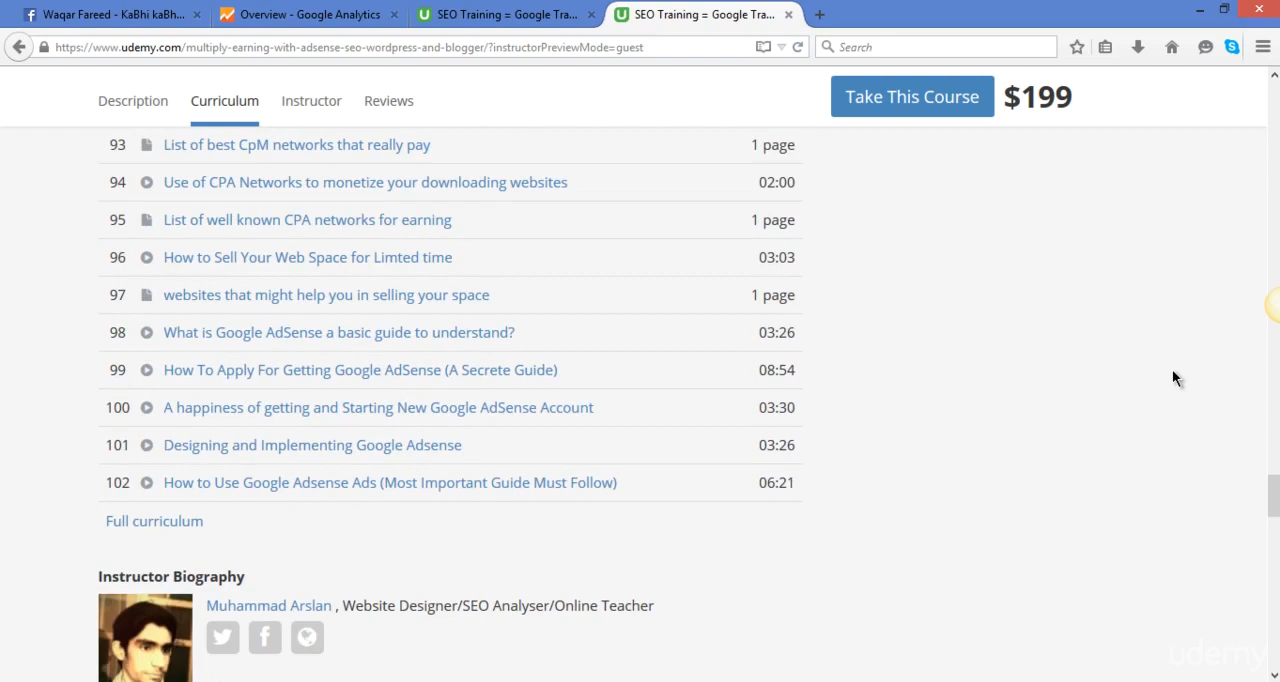 Waqar Fareed - KaBhi kaBh...
Overview - Google Analytics
SEO Training = Google Tra...
SEO Training = Google Tra...
https://www.udemy.com/multiply-earning-with-adsense-seo-wordpress-and-blogger/?instructorPreviewMode=guest
Search
Description
Curriculum
Instructor
Reviews
Take This Course
$199
93 List of best CpM networks that really pay 1 page
94 Use of CPA Networks to monetize your downloading websites 02:00
95 List of well known CPA networks for earning 1 page
96 How to Sell Your Web Space for Limted time 03:03
97 websites that might help you in selling your space 1 page
98 What is Google AdSense a basic guide to understand? 03:26
99 How To Apply For Getting Google AdSense (A Secrete Guide) 08:54
100 A happiness of getting and Starting New Google AdSense Account 03:30
101 Designing and Implementing Google Adsense 03:26
102 How to Use Google Adsense Ads (Most Important Guide Must Follow) 06:21
Full curriculum
Instructor Biography
Muhammad Arslan , Website Designer/SEO Analyser/Online Teacher
udemy